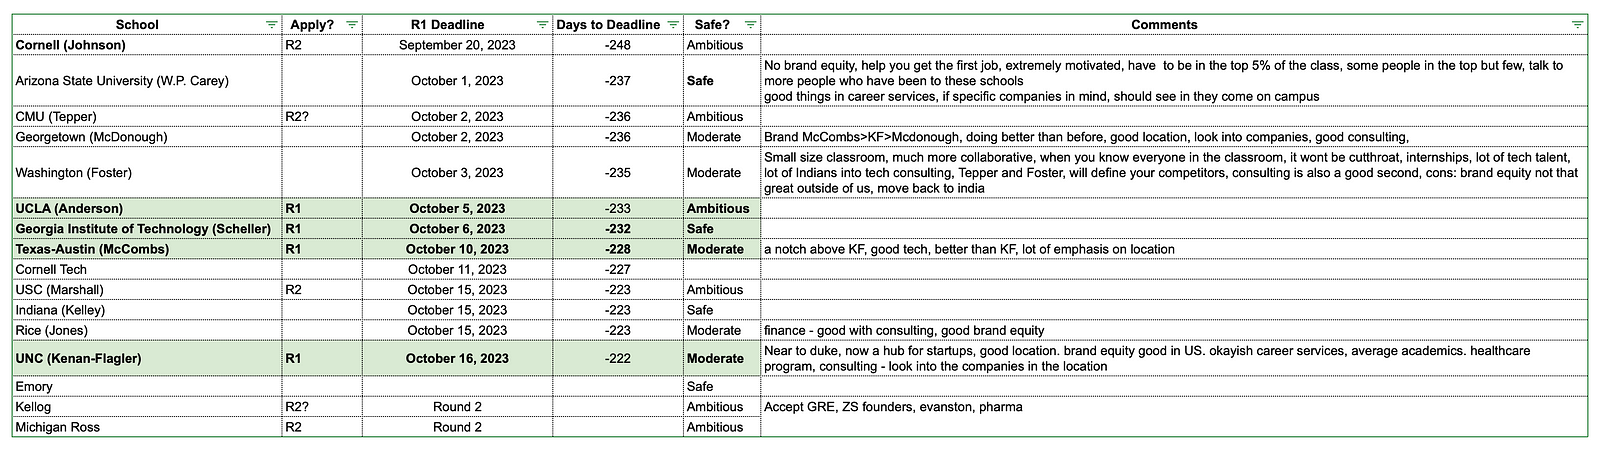 School Apply? R1 Deadline Days to Deadline Safe? Comments
Cornell (Johnson) R2 September 20, 2023 -248 Ambitious
Arizona State University (W.P. Carey) October 1, 2023 -237 Safe No brand equity, help you get the first job, extremely motivated, have  to be in the top 5% of the class, some people in the top but few, talk to
more people who have been to these schools
good things in career services, if specific companies in mind, should see in they come on campus
CMU (Tepper) R2? October 2, 2023 -236 Ambitious
Georgetown (McDonough) October 2, 2023 -236 Moderate Brand McCombs>KF>Mcdonough, doing better than before, good location, look into companies, good consulting,
Washington (Foster) October 3, 2023 -235 Moderate Small size classroom, much more collaborative, when you know everyone in the classroom, it wont be cutthroat, internships, lot of tech talent,
lot of Indians into tech consulting, Tepper and Foster, will define your competitors, consulting is also a good second, cons: brand equity not that
great outside of us, move back to india
UCLA (Anderson) R1 October 5, 2023 -233 Ambitious
Georgia Institute of Technology (Scheller) R1 October 6, 2023 -232 Safe
Texas-Austin (McCombs) R1 October 10, 2023 -228 Moderate a notch above KF, good tech, better than KF, lot of emphasis on location
Cornell Tech October 11, 2023 -227
USC (Marshall) R2 October 15, 2023 -223 Ambitious
Indiana (Kelley) October 15, 2023 -223 Safe
Rice (Jones) October 15, 2023 -223 Moderate finance - good with consulting, good brand equity
UNC (Kenan-Flagler) R1 October 16, 2023 -222 Moderate Near to duke, now a hub for startups, good location. brand equity good in US. okayish career services, average academics. healthcare
program, consulting - look into the companies in the location
Emory Safe
Kellog R2? Round 2 Ambitious Accept GRE, ZS founders, evanston, pharma
Michigan Ross R2 Round 2 Ambitious